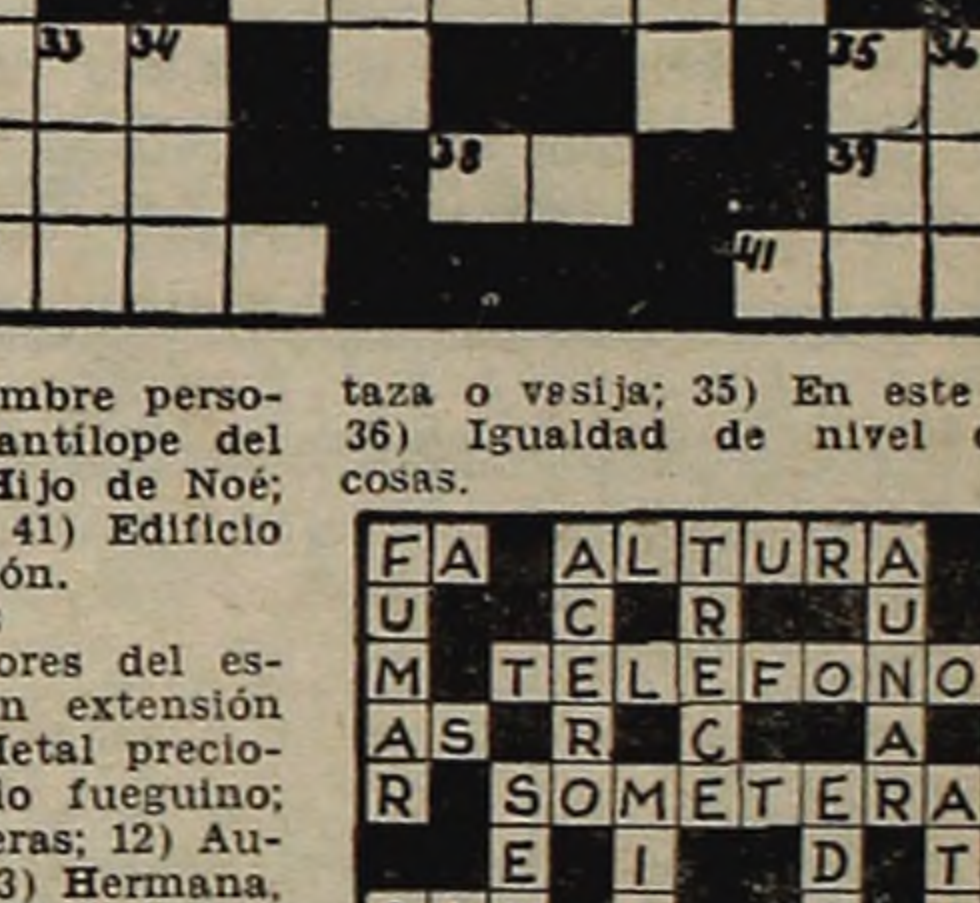 33 34 35 36
38 39
41
mbre perso-
antílope del
Hijo de Noé;
41) Edificio
ón.
ores del es-
n extensión
Metal precio-
lo fueguino;
eras; 12) Au-
3) Hermana,
taza o vasija; 35) En este
36) Igualdad de nivel
cosas.
FA ALTURA
U C R U
M TELEFONO
AS R C A
R SOMETERA
E I D T